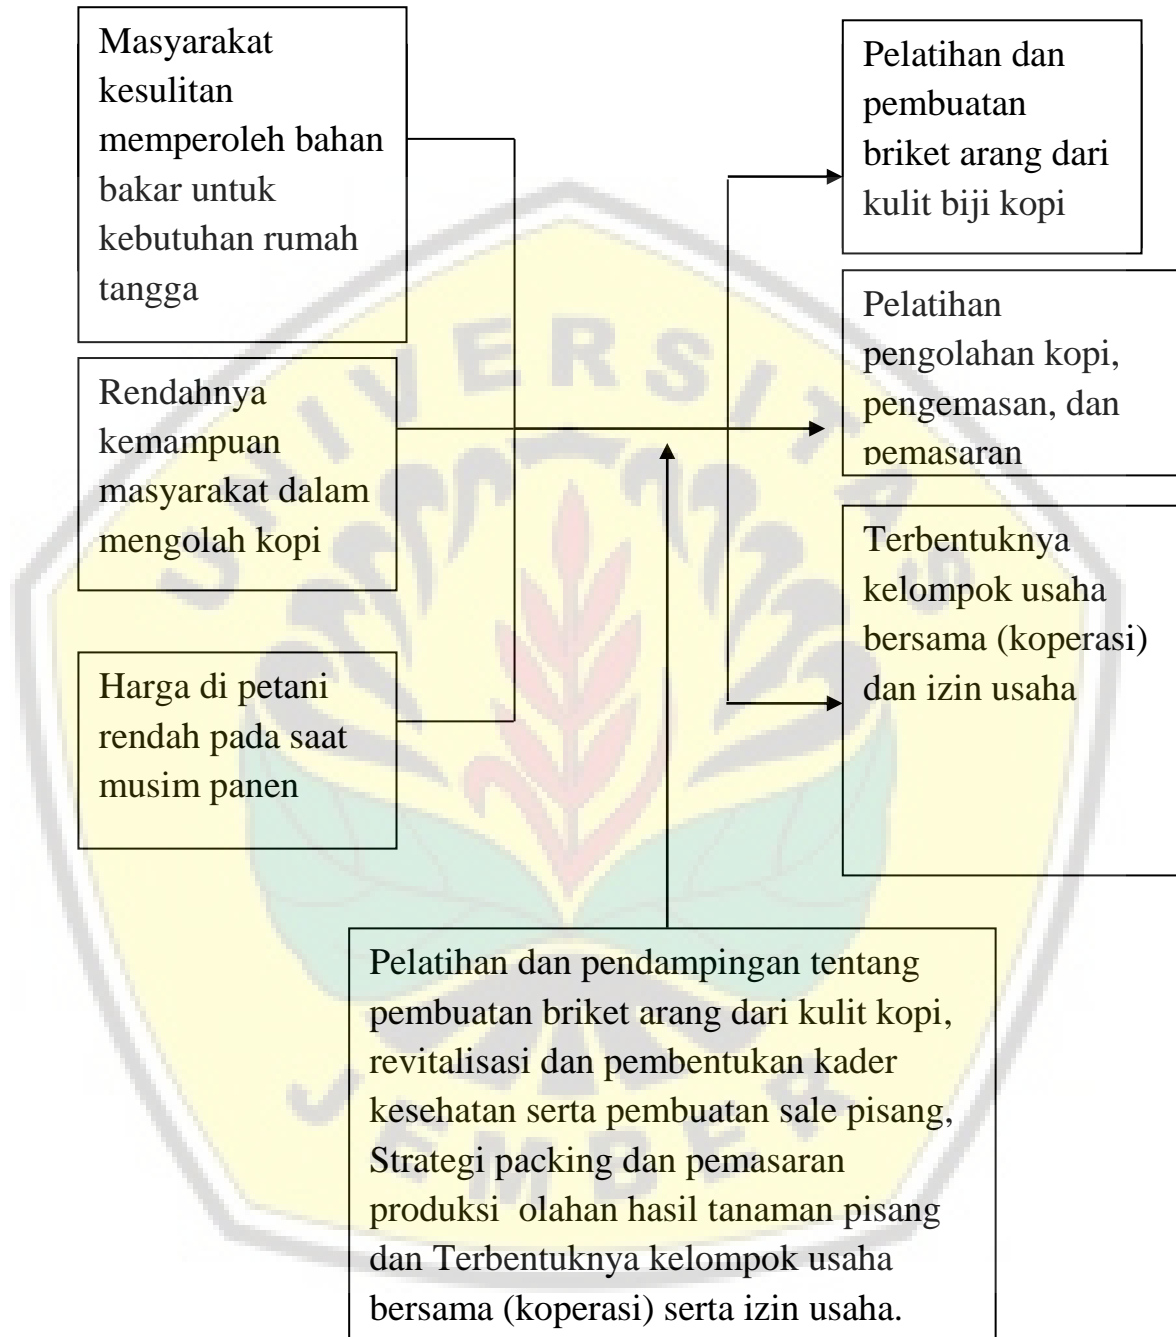 Masyarakat
kesulitan
memperoleh bahan
bakar untuk
kebutuhan rumah
tangga
Rendahnya
kemampuan
masyarakat dalam
mengolah kopi
Harga di petani
rendah pada saat
musim panen
Pelatihan dan
pembuatan
briket arang dari
kulit biji kopi
Pelatihan
pengolahan kopi,
pengemasan, dan
pemasaran
Terbentuknya
kelompok usaha
bersama (koperasi)
dan izin usaha
Pelatihan dan pendampingan tentang
pembuatan briket arang dari kulit kopi,
revitalisasi dan pembentukan kader
kesehatan serta pembuatan sale pisang,
Strategi packing dan pemasaran
produksi  olahan hasil tanaman pisang
dan Terbentuknya kelompok usaha
bersama (koperasi) serta izin usaha.
UNIVERSITAS
JEMBER